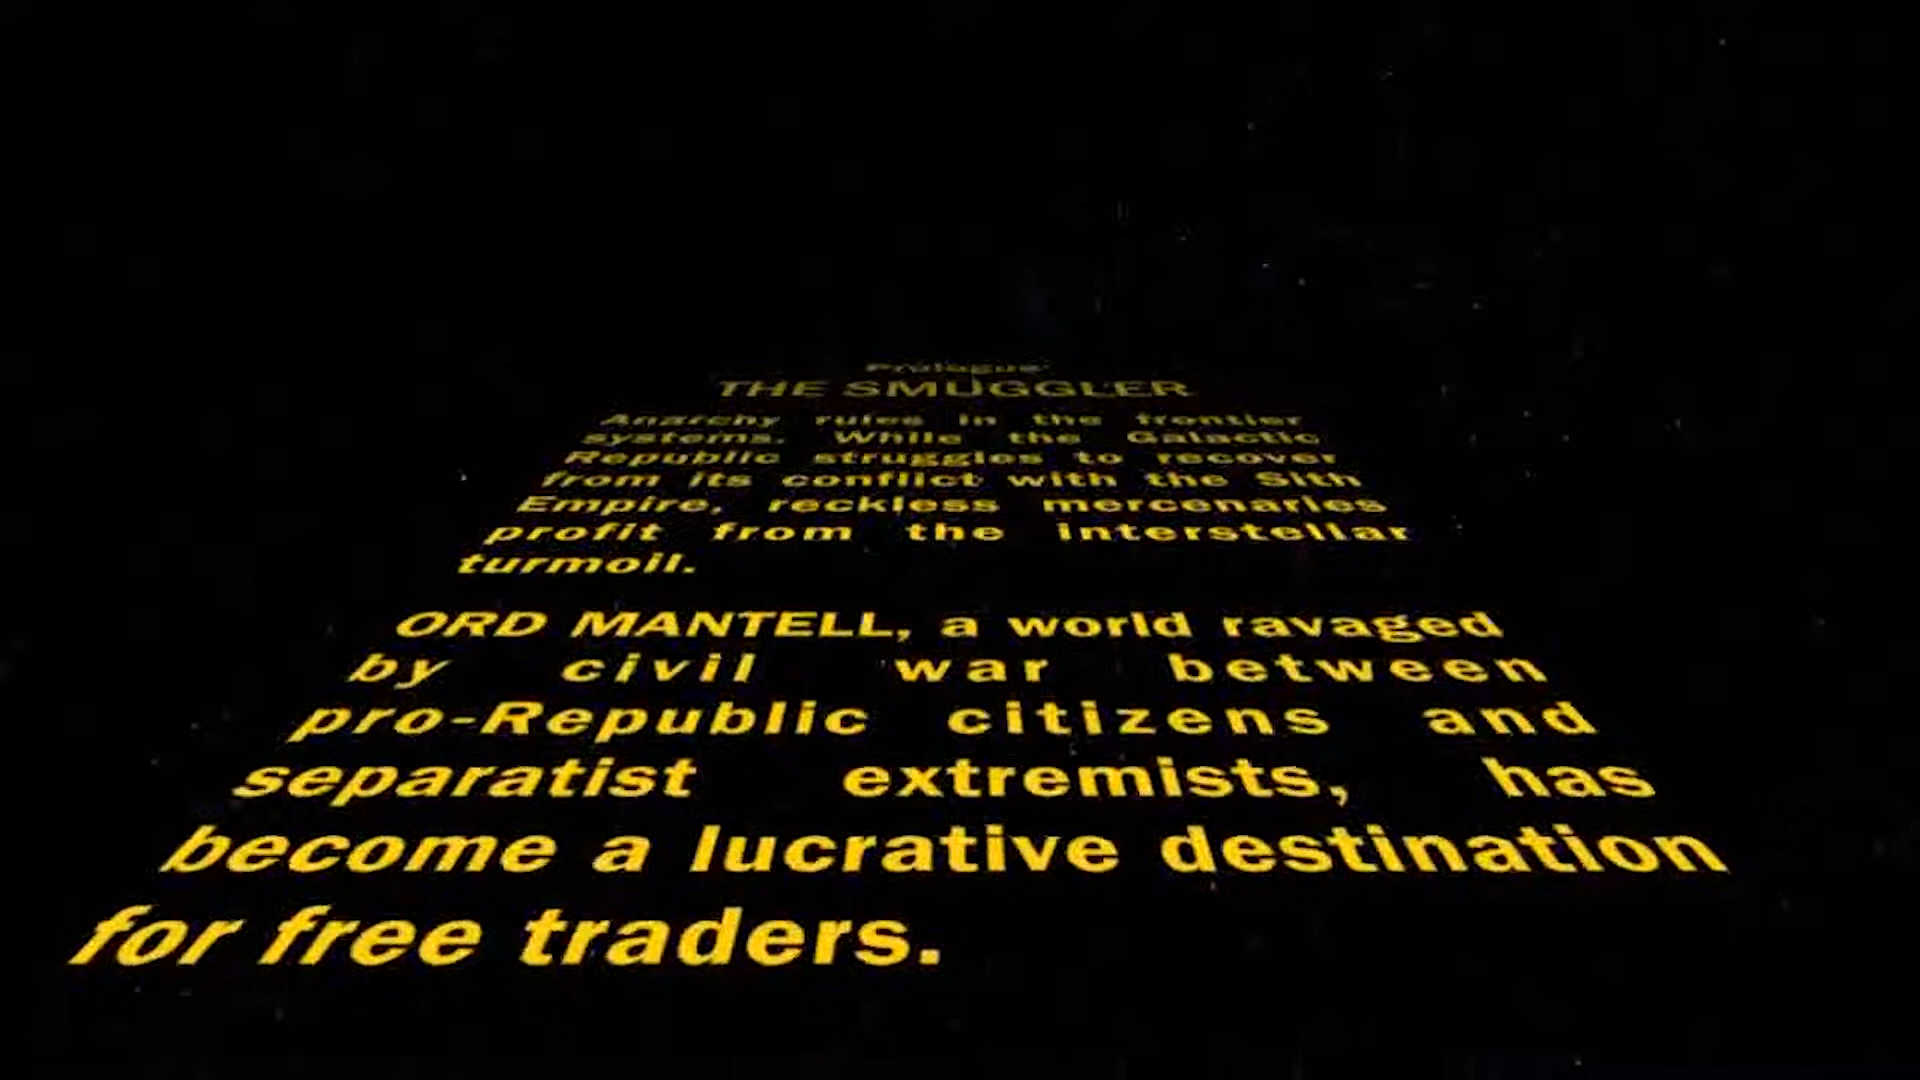 Prologue
THE SMUGGLER
Anarchy rules in the frontier
systems. While the Galactic
Republic struggles to recover
from its conflict with the Sith
Empire, reckless mercenaries
profit from the interstellar
turmoil.
ORD MANTELL, a world ravaged
by civil war between
pro-Republic citizens and
separatist extremists, has
become a lucrative destination
for free traders.